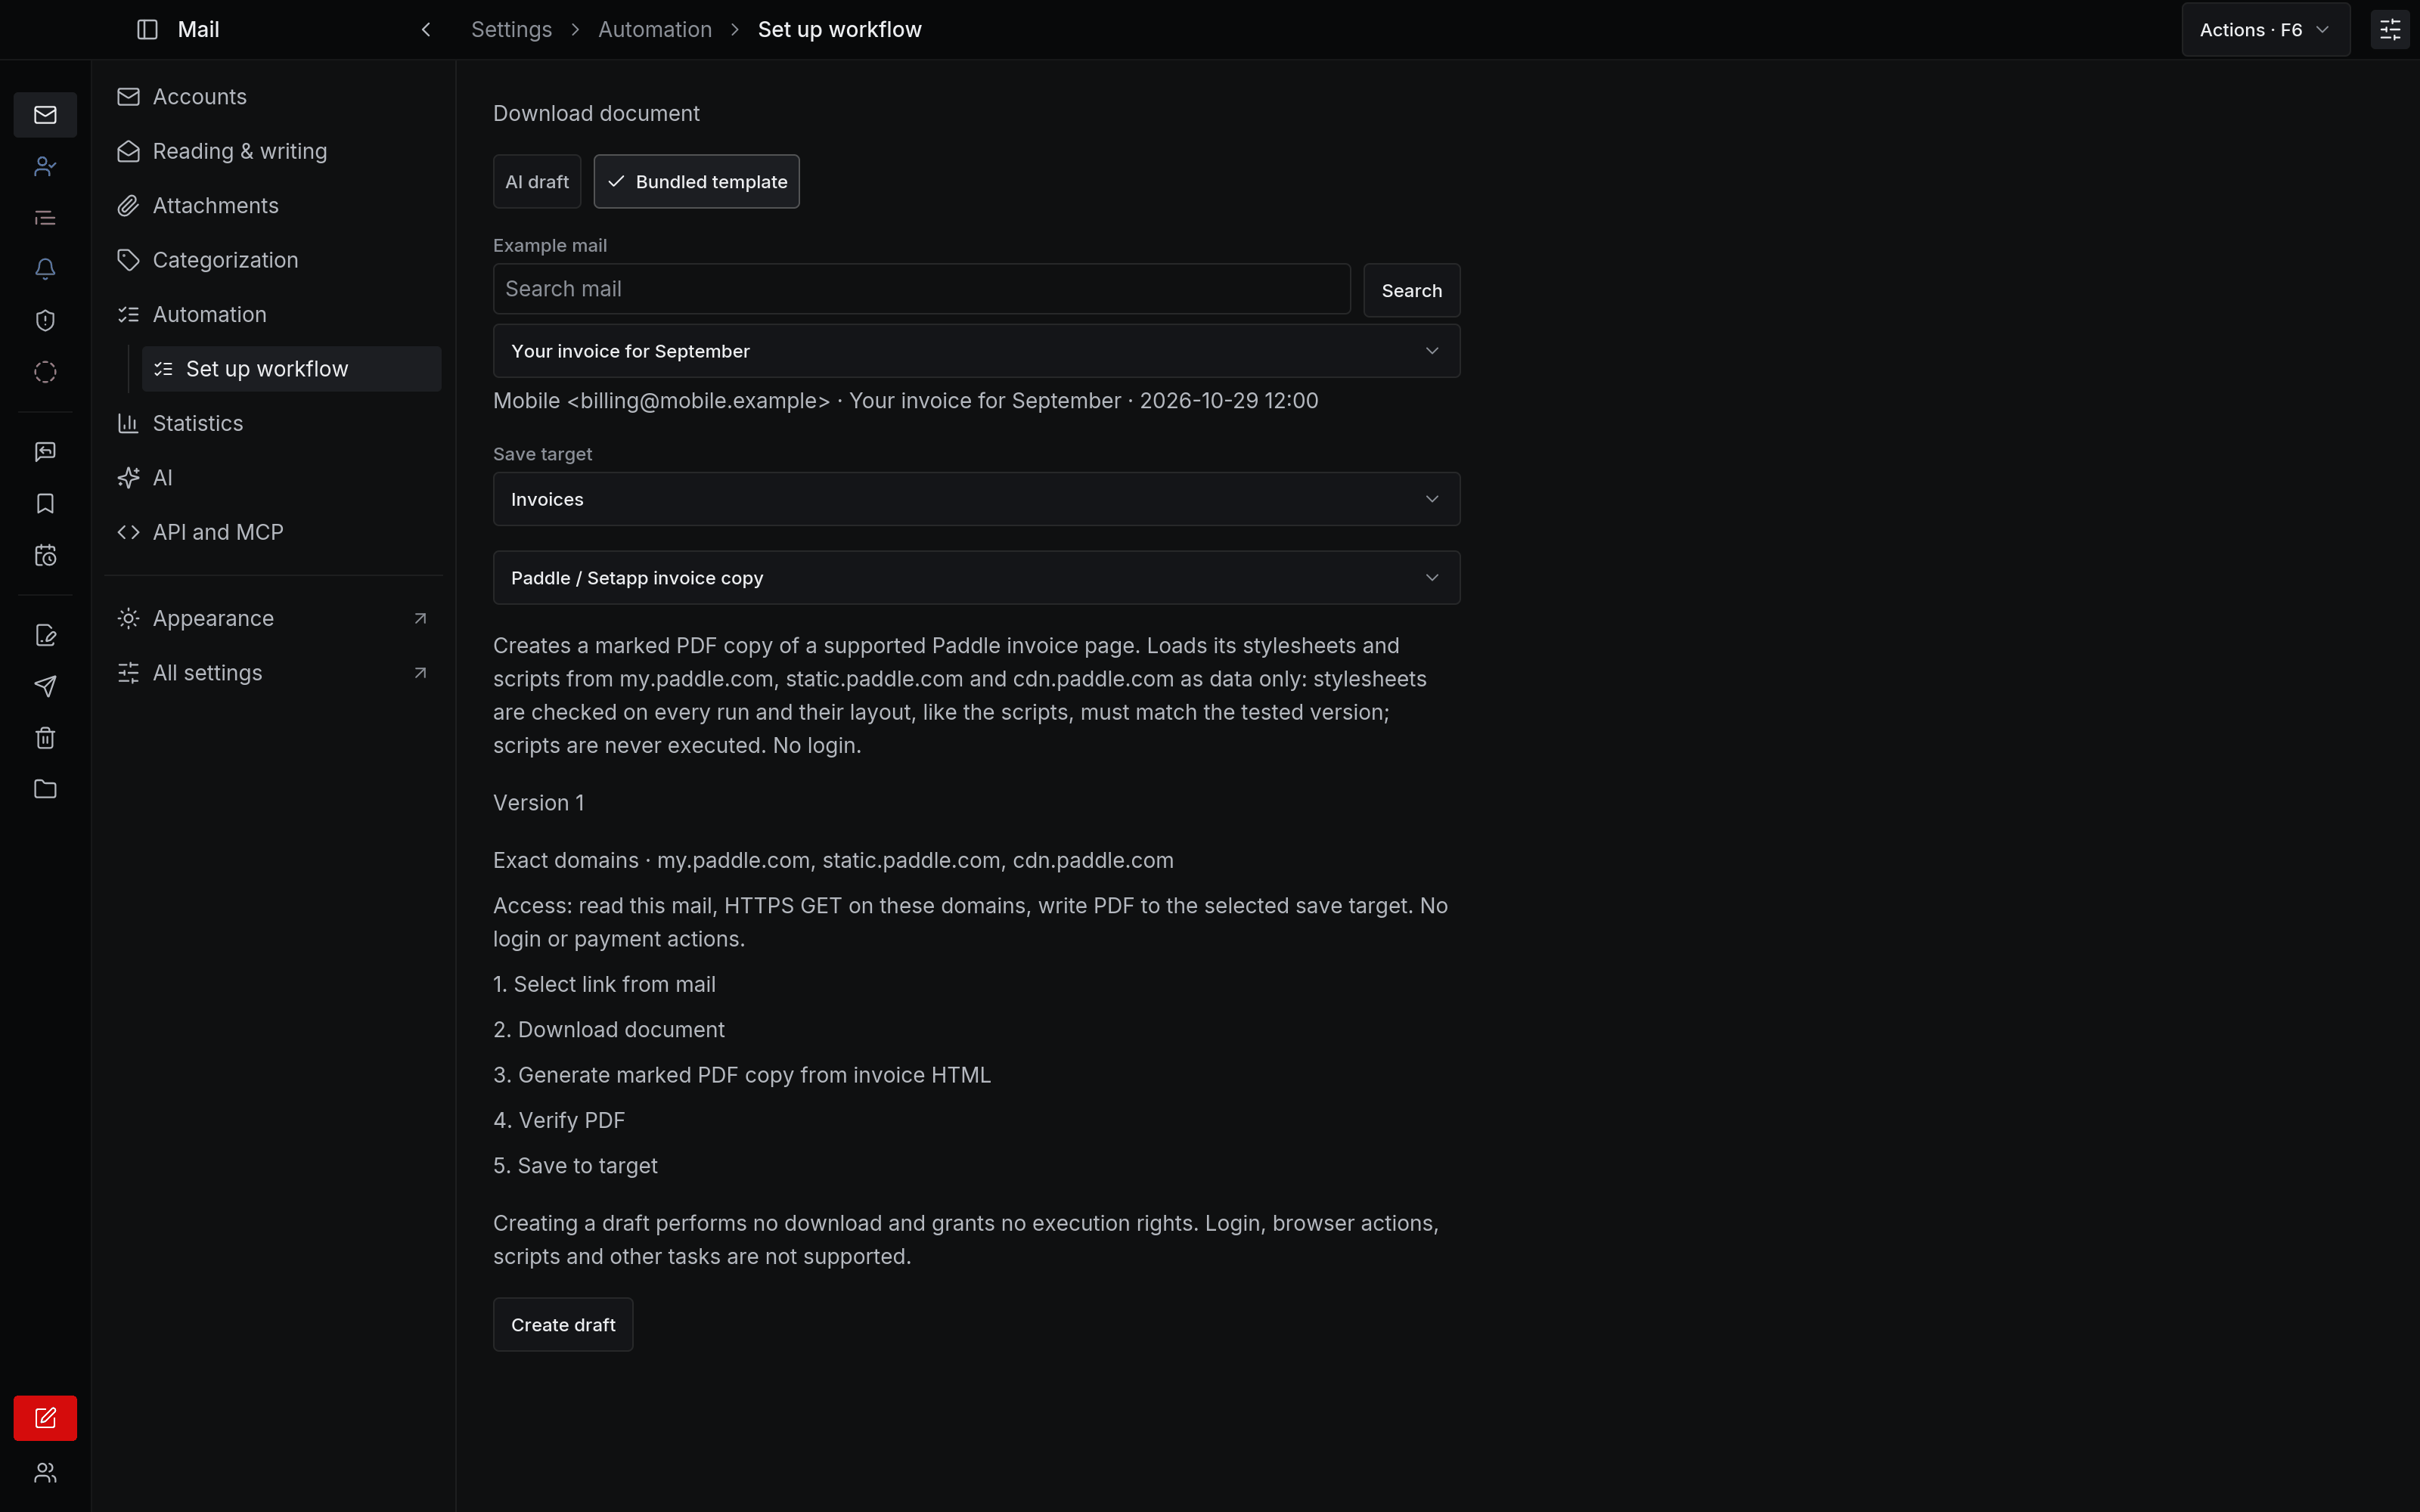 Mail
Settings > Automation > Set up workflow
Actions · F6
Accounts
Reading & writing
Attachments
Categorization
Automation
Set up workflow
Statistics
AI
API and MCP
Appearance
All settings
Download document
AI draft
Bundled template
Example mail
Search mail
Search
Your invoice for September
Mobile <billing@mobile.example> · Your invoice for September · 2026-10-29 12:00
Save target
Invoices
Paddle / Setapp invoice copy
Creates a marked PDF copy of a supported Paddle invoice page. Loads its stylesheets and
scripts from my.paddle.com, static.paddle.com and cdn.paddle.com as data only: stylesheets
are checked on every run and their layout, like the scripts, must match the tested version;
scripts are never executed. No login.
Version 1
Exact domains · my.paddle.com, static.paddle.com, cdn.paddle.com
Access: read this mail, HTTPS GET on these domains, write PDF to the selected save target. No
login or payment actions.
1. Select link from mail
2. Download document
3. Generate marked PDF copy from invoice HTML
4. Verify PDF
5. Save to target
Creating a draft performs no download and grants no execution rights. Login, browser actions,
scripts and other tasks are not supported.
Create draft